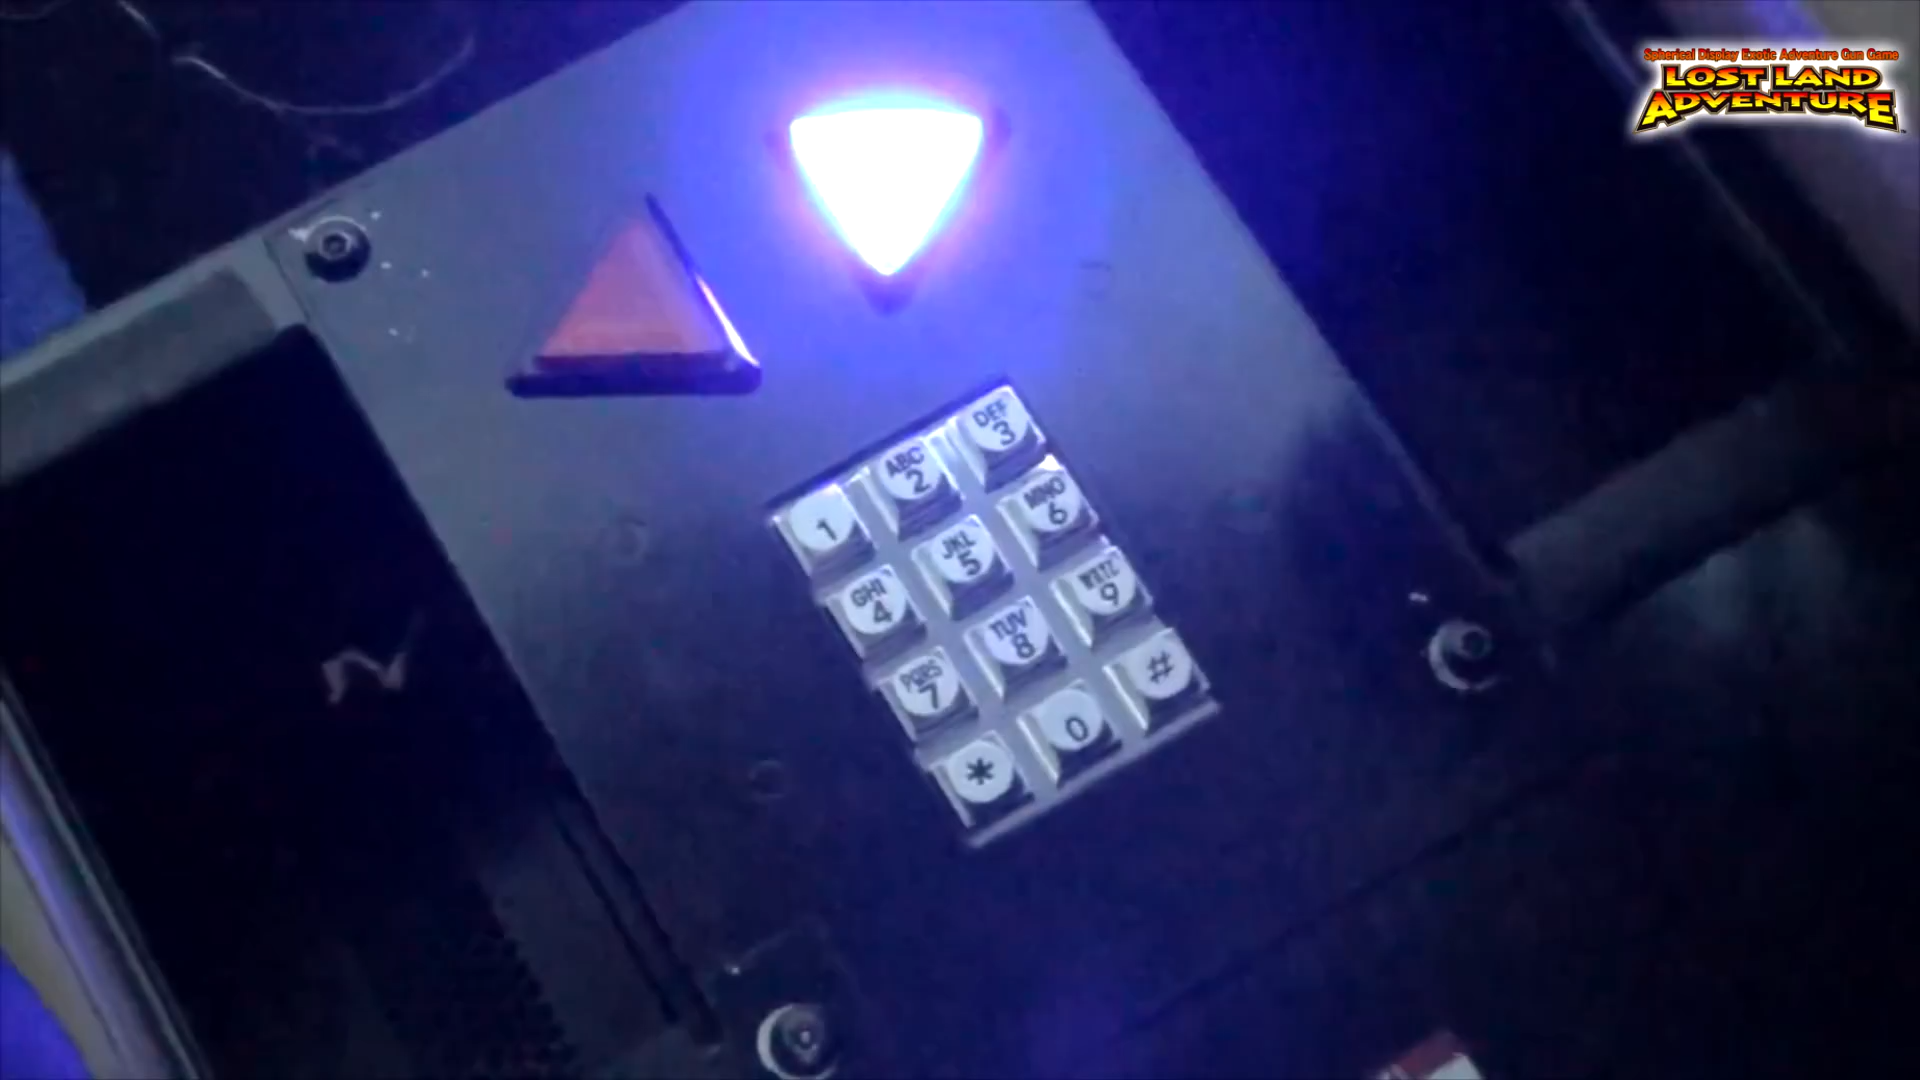 Spherical Display Exotic Adventure Gun Game
LOST LAND
ADVENTURE
1
ABC
2
DEF
3
GHI
4
JKL
5
MNO
6
PQRS
7
TUV
8
WXYZ
9
*
0
#